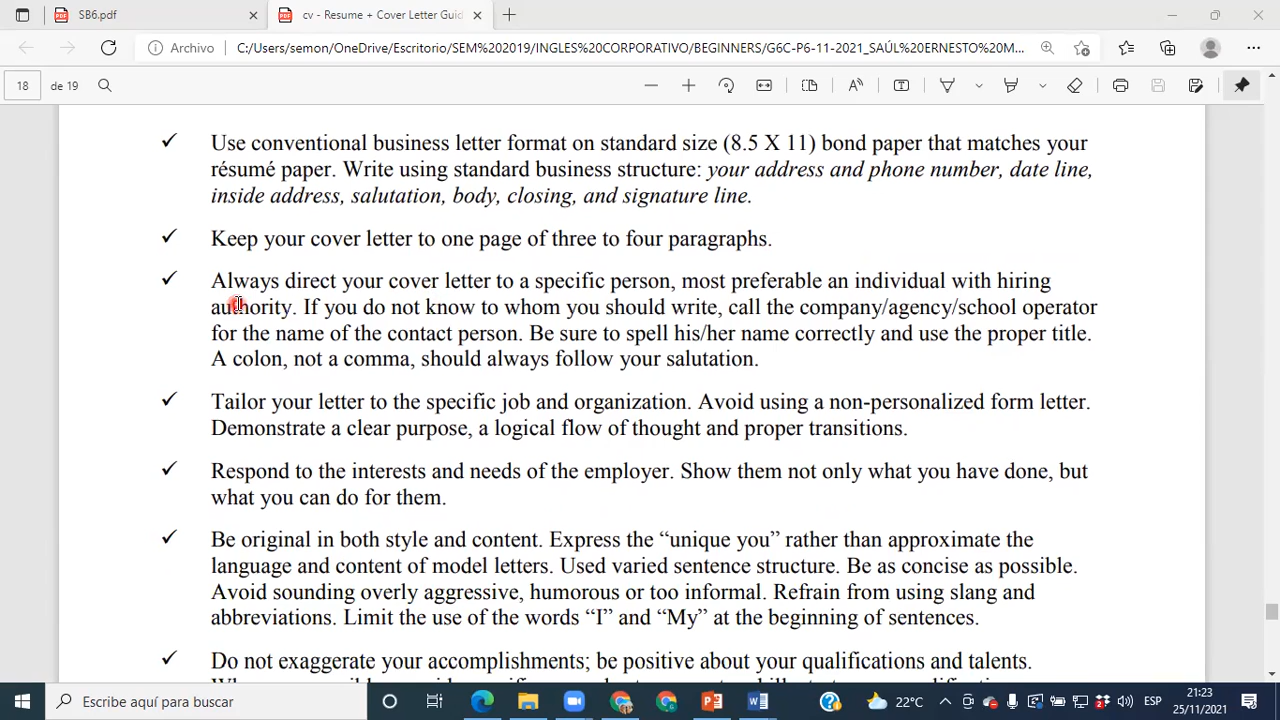 SB6.pdf
cv - Resume + Cover Letter Guid
Archivo
C:/Users/semon/OneDrive/Escritorio/SEM%202019/INGLES%20CORPORATIVO/BEGINNERS/G6C-P6-11-2021_SAÚL%20ERNESTO%20M...
18 de 19
✓ Use conventional business letter format on standard size (8.5 X 11) bond paper that matches your
résumé paper. Write using standard business structure: your address and phone number, date line,
inside address, salutation, body, closing, and signature line.
✓ Keep your cover letter to one page of three to four paragraphs.
✓ Always direct your cover letter to a specific person, most preferable an individual with hiring
authority. If you do not know to whom you should write, call the company/agency/school operator
for the name of the contact person. Be sure to spell his/her name correctly and use the proper title.
A colon, not a comma, should always follow your salutation.
✓ Tailor your letter to the specific job and organization. Avoid using a non-personalized form letter.
Demonstrate a clear purpose, a logical flow of thought and proper transitions.
✓ Respond to the interests and needs of the employer. Show them not only what you have done, but
what you can do for them.
✓ Be original in both style and content. Express the “unique you” rather than approximate the
language and content of model letters. Used varied sentence structure. Be as concise as possible.
Avoid sounding overly aggressive, humorous or too informal. Refrain from using slang and
abbreviations. Limit the use of the words “I” and “My” at the beginning of sentences.
✓ Do not exaggerate your accomplishments; be positive about your qualifications and talents.
Escribe aquí para buscar
22°C
ESP
21:23
25/11/2021